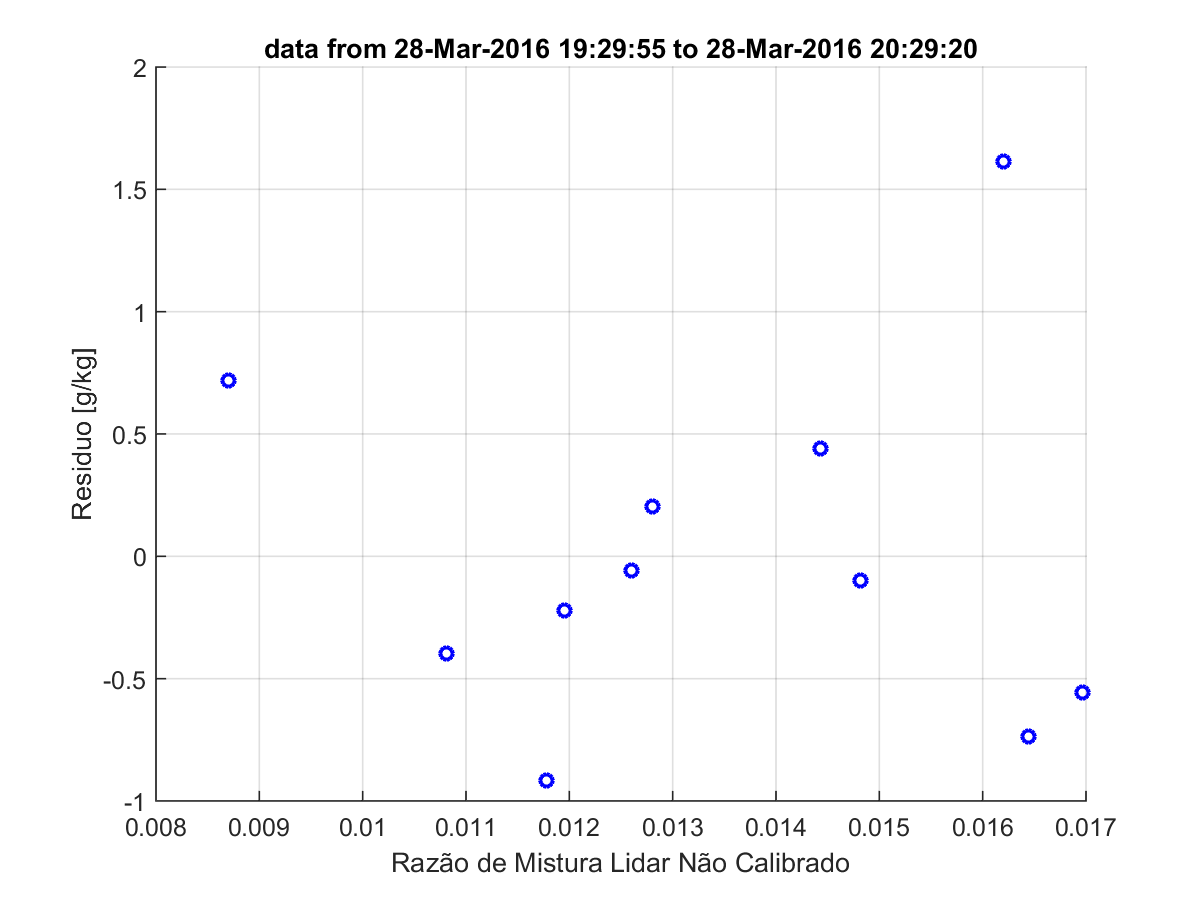 data from 28-Mar-2016 19:29:55 to 28-Mar-2016 20:29:20
2
1.5
1
0.5
0
-0.5
-1
Residuo [g/kg]
0.008 0.009 0.01 0.011 0.012 0.013 0.014 0.015 0.016 0.017
Razão de Mistura Lidar Não Calibrado